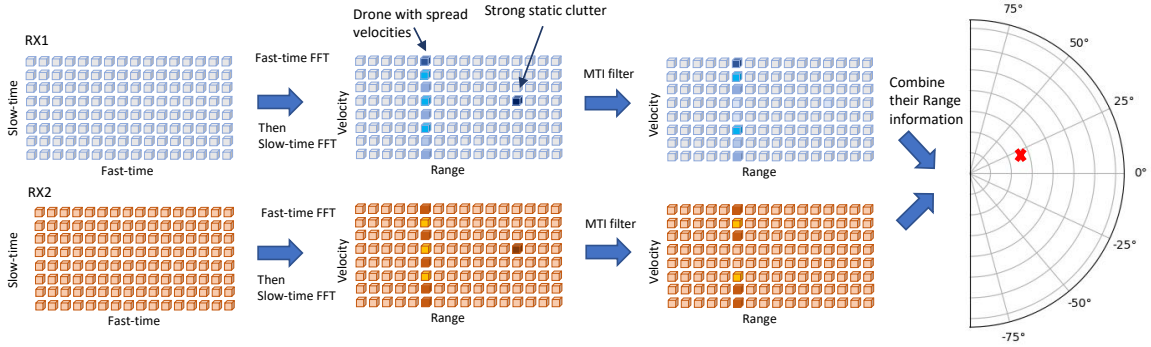 RX1
Slow-time
Fast-time
Fast-time FFT
Then
Slow-time FFT
Drone with spread
velocities
Strong static clutter
Velocity
Range
MTI filter
Velocity
Range
Combine
their Range
information
RX2
Slow-time
Fast-time
Fast-time FFT
Then
Slow-time FFT
Velocity
Range
MTI filter
Velocity
Range
75°
50°
25°
0°
-25°
-50°
-75°